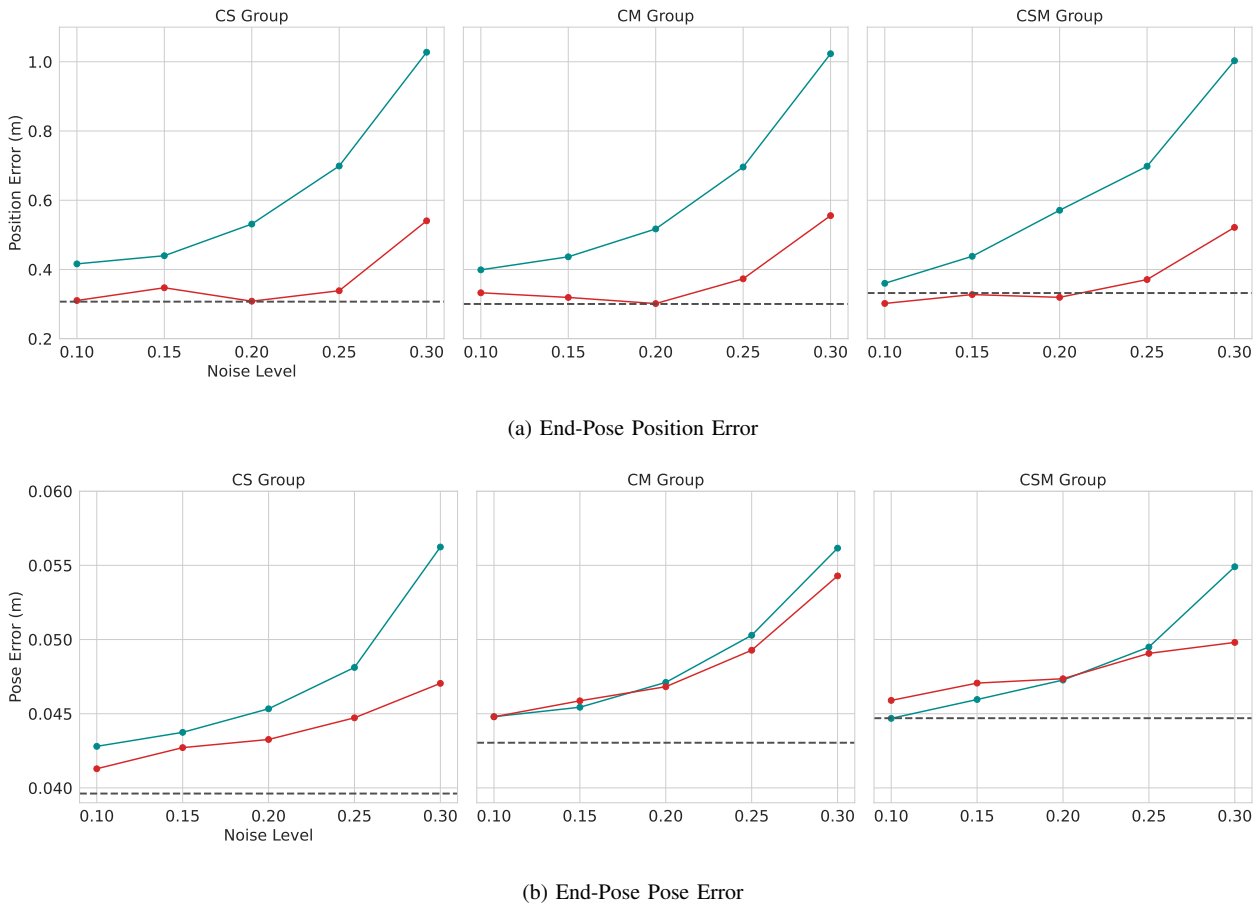 CS Group CM Group CSM Group
1.0
0.8
0.6
0.4
0.2
Position Error (m)
0.10 0.15 0.20 0.25 0.30 0.10 0.15 0.20 0.25 0.30 0.10 0.15 0.20 0.25 0.30
Noise Level
(a) End-Pose Position Error
CS Group CM Group CSM Group
0.060
0.055
0.050
0.045
0.040
Pose Error (m)
0.10 0.15 0.20 0.25 0.30 0.10 0.15 0.20 0.25 0.30 0.10 0.15 0.20 0.25 0.30
Noise Level
(b) End-Pose Pose Error